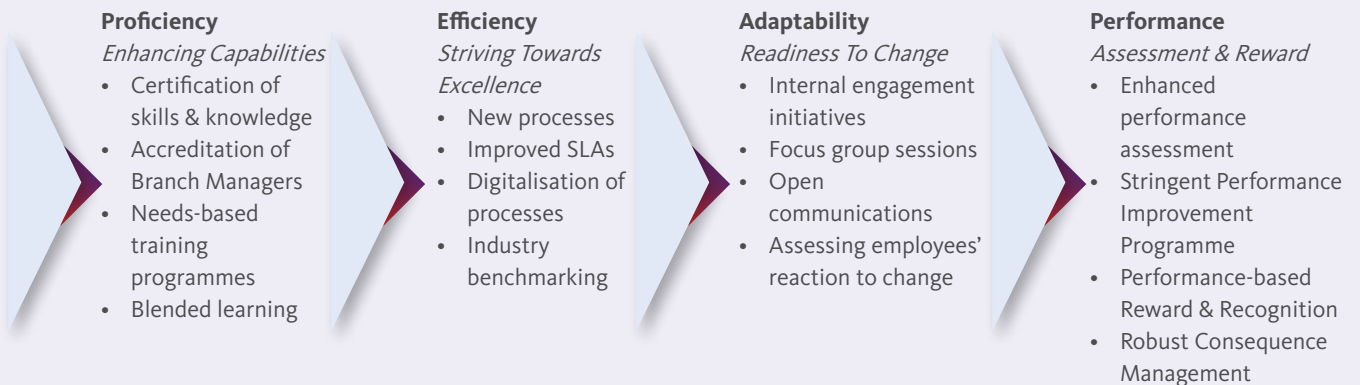 Proficiency
Enhancing Capabilities
• Certification of
skills & knowledge
• Accreditation of
Branch Managers
• Needs-based
training
programmes
• Blended learning
Efficiency
Striving Towards
Excellence
• New processes
• Improved SLAs
• Digitalisation of
processes
• Industry
benchmarking
Adaptability
Readiness To Change
• Internal engagement
initiatives
• Focus group sessions
• Open
communications
• Assessing employees’
reaction to change
Performance
Assessment & Reward
• Enhanced
performance
assessment
• Stringent Performance
Improvement
Programme
• Performance-based
Reward & Recognition
• Robust Consequence
Management